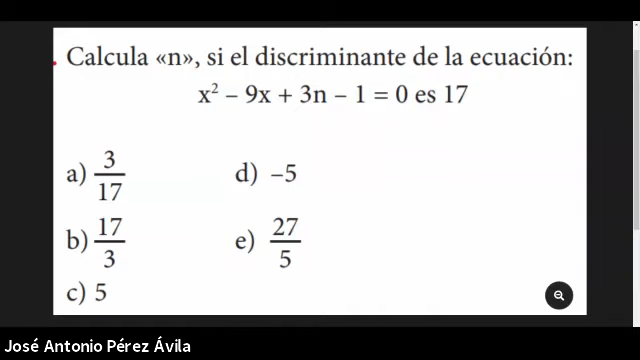 Calcula «n», si el discriminante de la ecuación:
x² – 9x + 3n – 1 = 0 es 17
a) 3/17
b) 17/3
c) 5
d) –5
e) 27/5
José Antonio Pérez Ávila